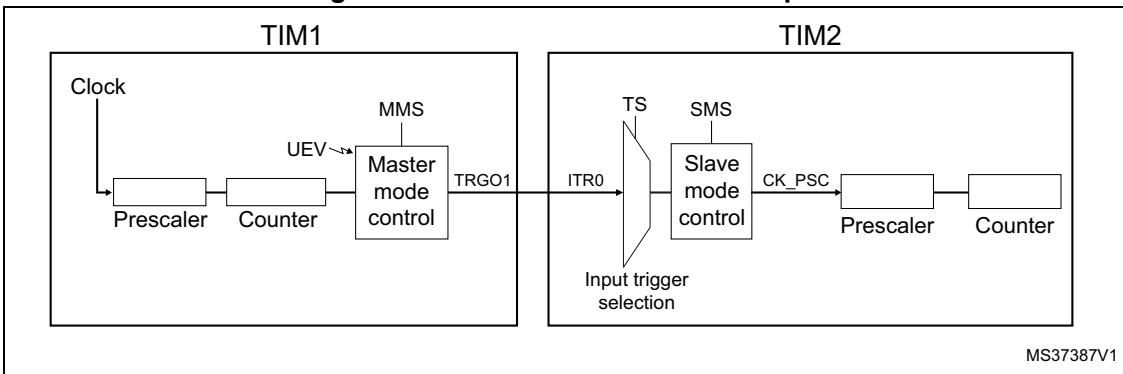 TIM1
TIM2
Clock
MMS
UEV
Master
mode
control
TRGO1
Prescaler
Counter
ITR0
TS
SMS
Slave
mode
control
CK_PSC
Prescaler
Counter
Input trigger
selection
MS37387V1